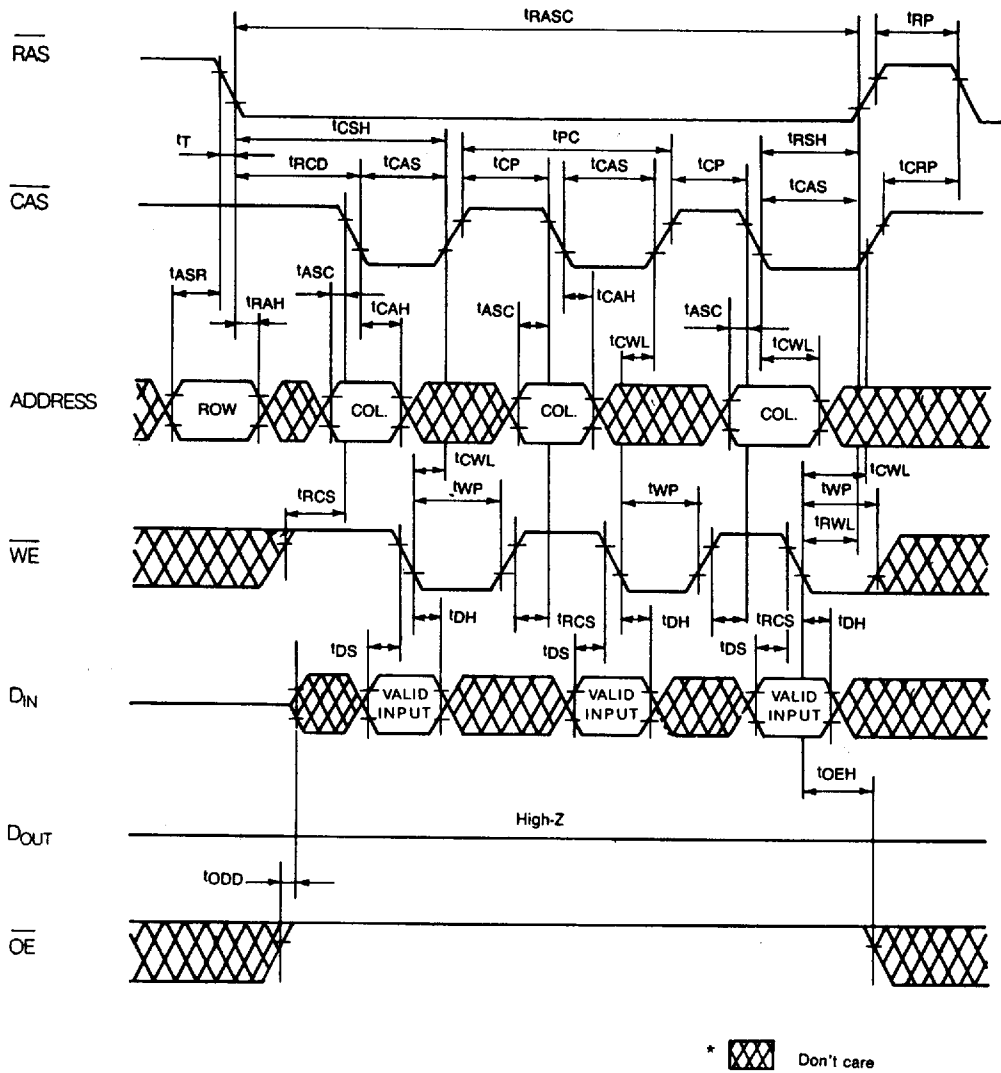 tRASC tRP
RAS
tCSH tPC tRSH
tT tRCD tCAS tCP tCAS tCP tCRP
CAS tCAS
tASR tRAH tASC tCAH tASC tCAH tASC
tCWL tCWL
ADDRESS ROW COL. COL. COL.
tCWL tCWL
tRCS tWP tWP tWP
tRWL
WE
tDH tRCS tDH tRCS tDH
tDS tDS tDS
DIN VALID INPUT VALID INPUT VALID INPUT
tOEH
High-Z
DOUT
tODD
OE
* Don't care